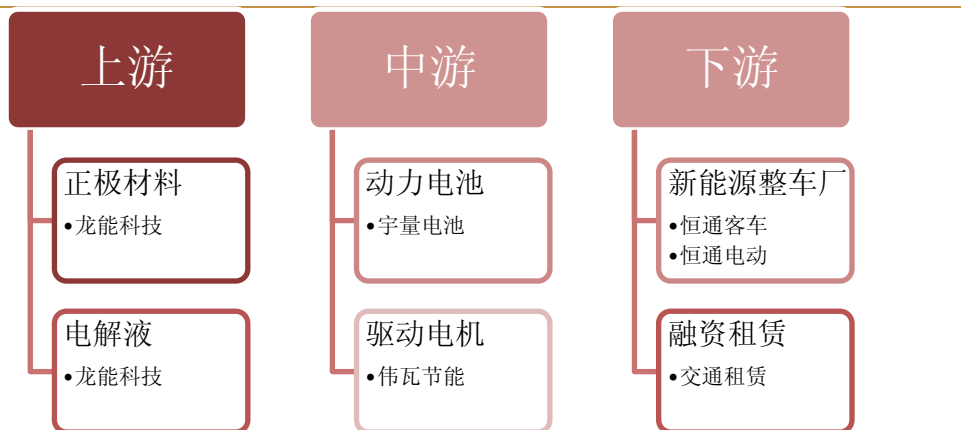 上游
正极材料
•龙能科技
电解液
•龙能科技
中游
动力电池
•宇量电池
驱动电机
•伟瓦节能
下游
新能源整车厂
•恒通客车
•恒通电动
融资租赁
•交通租赁